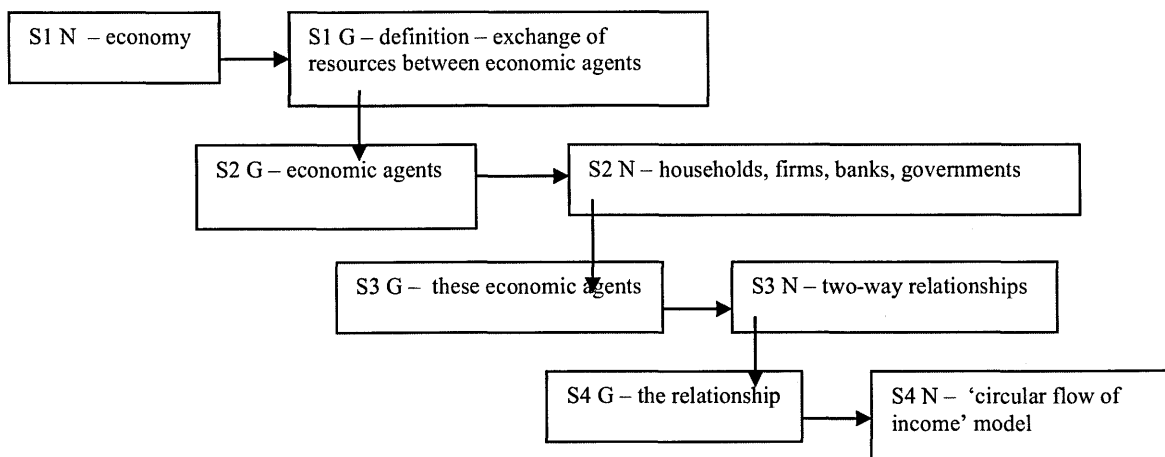 S1 N – economy
S1 G – definition – exchange of
resources between economic agents
S2 G – economic agents
S2 N – households, firms, banks, governments
S3 G – these economic agents
S3 N – two-way relationships
S4 G – the relationship
S4 N – ‘circular flow of
income’ model